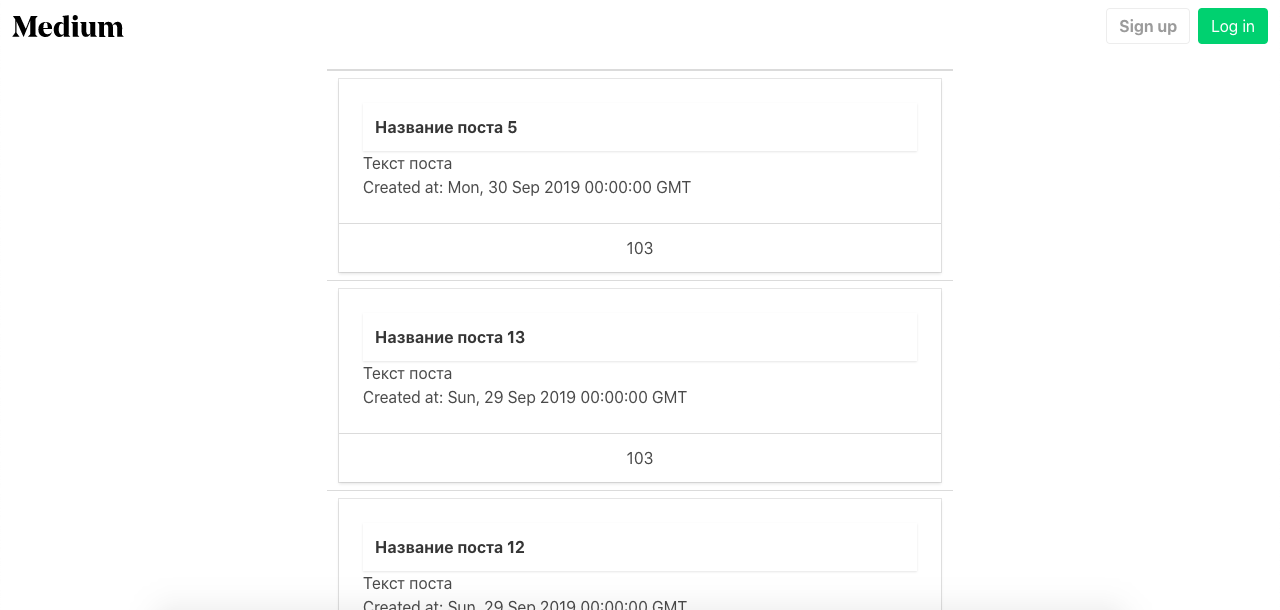 Medium
Sign up
Log in
Название поста 5
Текст поста
Created at: Mon, 30 Sep 2019 00:00:00 GMT
103
Название поста 13
Текст поста
Created at: Sun, 29 Sep 2019 00:00:00 GMT
103
Название поста 12
Текст поста
Created at: Sun, 29 Sep 2019 00:00:00 GMT